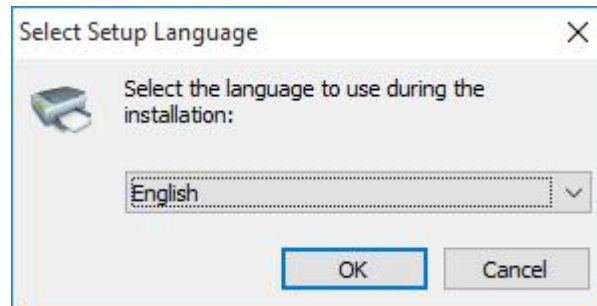 Select Setup Language
Select the language to use during the
installation:
English
OK
Cancel